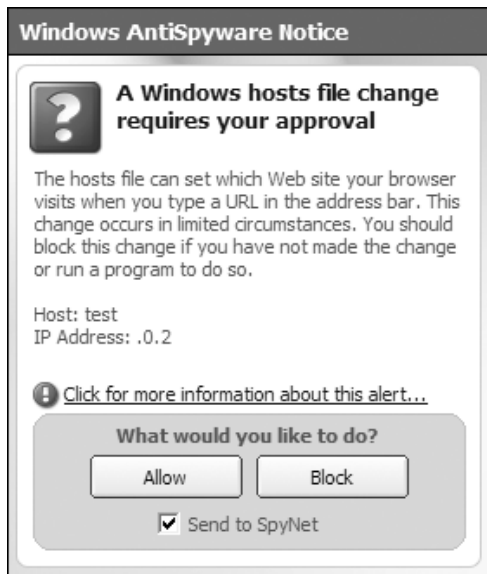 Windows AntiSpyware Notice
?
A Windows hosts file change
requires your approval
The hosts file can set which Web site your browser
visits when you type a URL in the address bar. This
change occurs in limited circumstances. You should
block this change if you have not made the change
or run a program to do so.
Host: test
IP Address: .0.2
! Click for more information about this alert...
What would you like to do?
Allow Block
Send to SpyNet